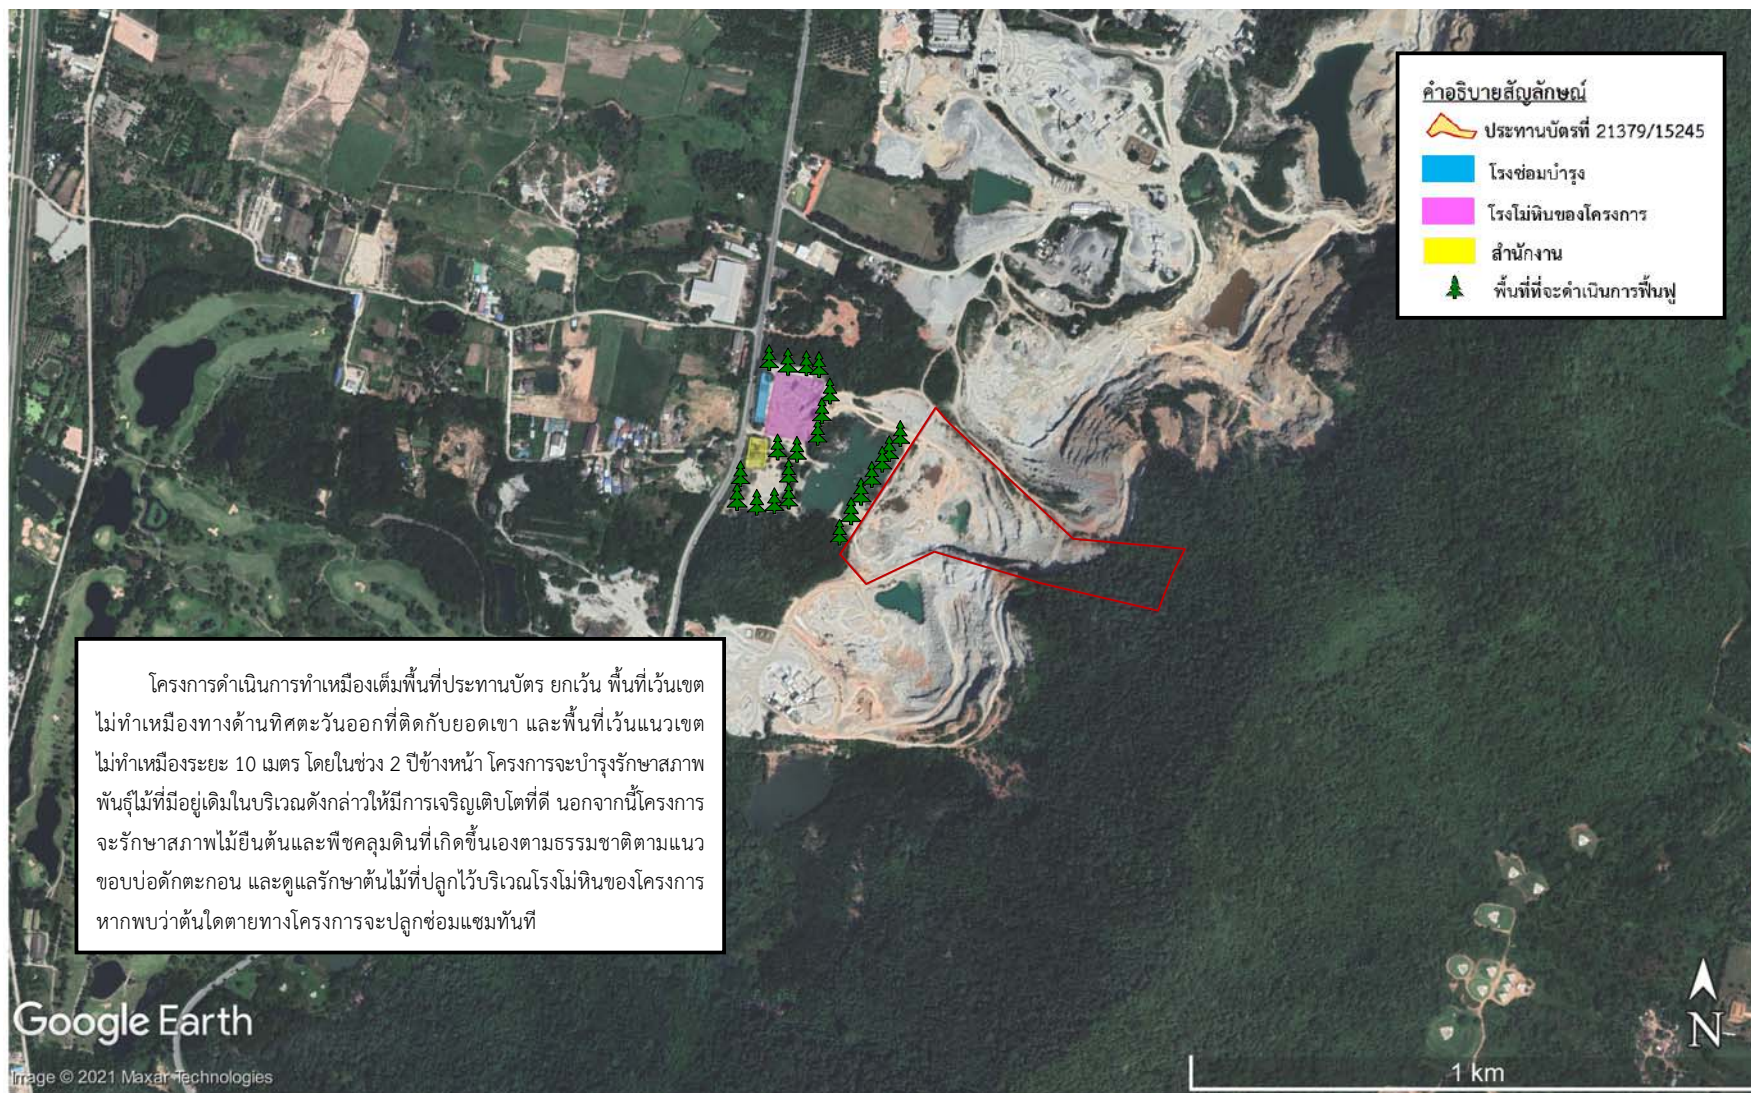 คำอธิบายสัญลักษณ์
ประทานบัตรที่ 21379/15245
โรงซ่อมบำรุง
โรงโม่หินของโครงการ
สำนักงาน
พื้นที่ที่จะดำเนินการฟื้นฟู
โครงการดำเนินการทำเหมืองเต็มพื้นที่ประทานบัตร ยกเว้น พื้นที่เว้นเขต
ไม่ทำเหมืองทางด้านทิศตะวันออกที่ติดกับยอดเขา และพื้นที่เว้นแนวเขต
ไม่ทำเหมืองระยะ 10 เมตร โดยในช่วง 2 ปีข้างหน้า โครงการจะบำรุงรักษาสภาพ
พันธุ์ไม้ที่มีอยู่เดิมในบริเวณดังกล่าวให้มีการเจริญเติบโตที่ดี นอกจากนี้โครงการ
จะรักษาสภาพไม้ยืนต้นและพืชคลุมดินที่เกิดขึ้นเองตามธรรมชาติตามแนว
ขอบบ่อดักตะกอน และดูแลรักษาต้นไม้ที่ปลูกไว้บริเวณโรงโม่หินของโครงการ
หากพบว่าต้นใดตายทางโครงการจะปลูกซ่อมแซมทันที
Google Earth
Image © 2021 Maxar Technologies
N
1 km